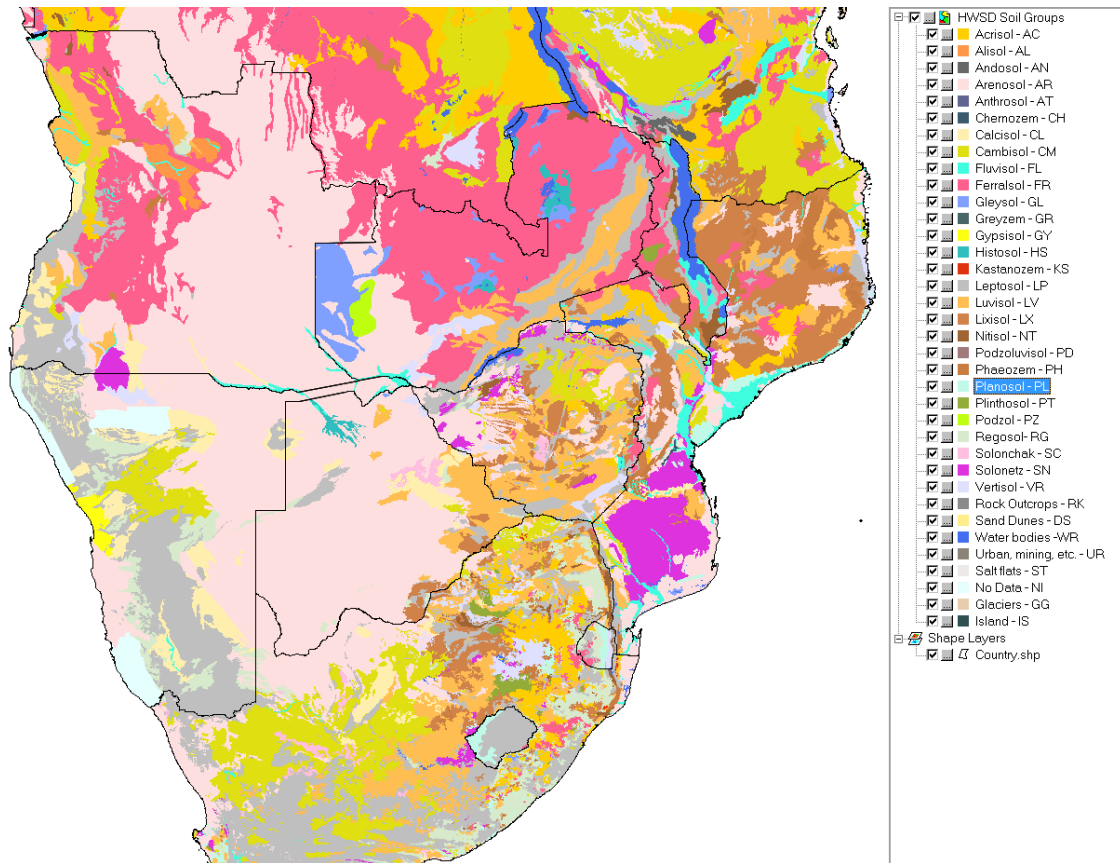 HWSD Soil Groups
Acrisol - AC
Alisol - AL
Andosol - AN
Arenosol - AR
Anthrosol - AT
Chernozem - CH
Calcisol - CL
Cambisol - CM
Fluvisol - FL
Ferralsol - FR
Gleysol - GL
Greyzem - GR
Gypsisol - GY
Histosol - HS
Kastanozem - KS
Leptosol - LP
Luvisol - LV
Lixisol - LX
Nitisol - NT
Podzoluvisol - PD
Phaeozem - PH
Planosol - PL
Plinthosol - PT
Podzol - PZ
Regosol - RG
Solonchak - SC
Solonetz - SN
Vertisol - VR
Rock Outcrops - RK
Sand Dunes - DS
Water bodies -WR
Urban, mining, etc. - UR
Salt flats - ST
No Data - NI
Glaciers - GG
Island - IS
Shape Layers
Country.shp